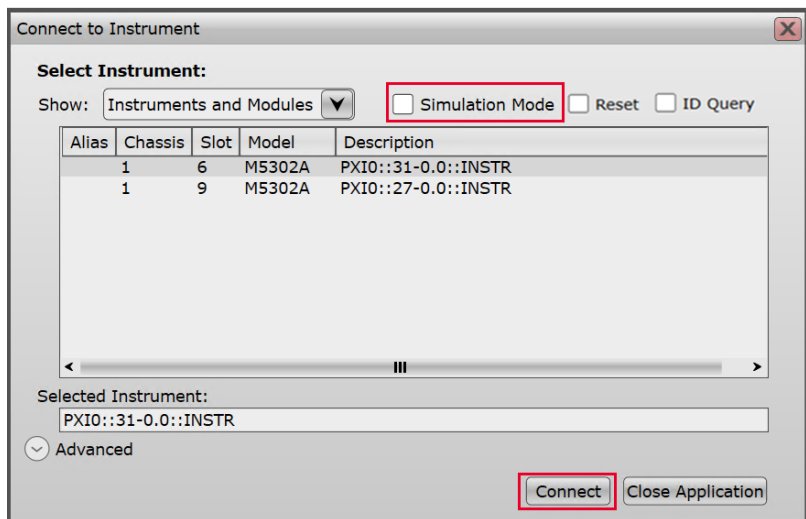 Connect to Instrument
Select Instrument:
Show: Instruments and Modules Simulation Mode Reset ID Query
Alias Chassis Slot Model Description
1 6 M5302A PXI0::31-0.0::INSTR
1 9 M5302A PXI0::27-0.0::INSTR
Selected Instrument:
PXI0::31-0.0::INSTR
Advanced
Connect Close Application